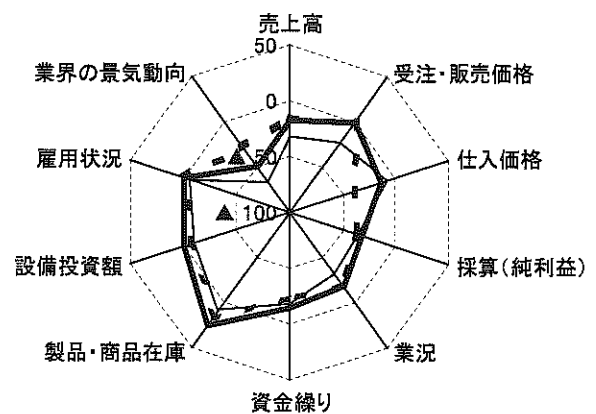 売上高
50
業界の景気動向
受注・販売価格
0
雇用状況
▲ 50
仕入価格
▲ 100
設備投資額
採算(純利益)
製品・商品在庫
業況
資金繰り